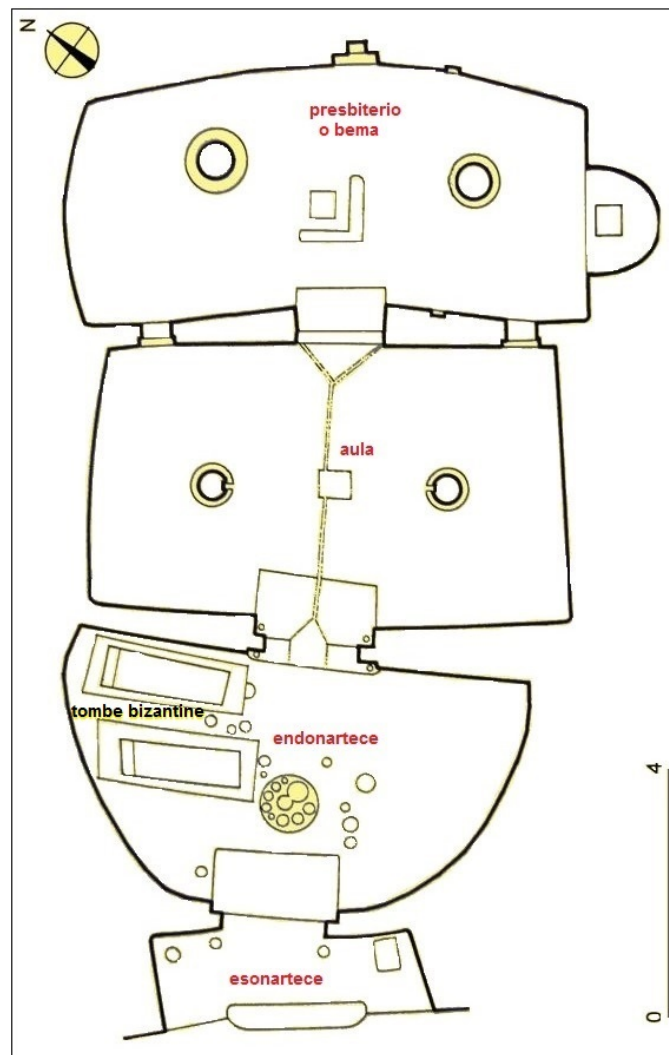 N
presbiterio
o bema
aula
tombe bizantine
endonartece
4
esonartece
0